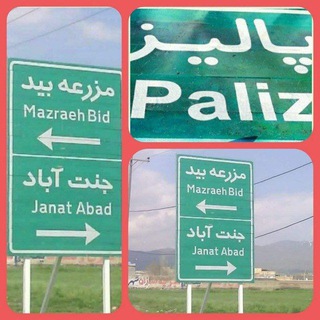 مزرعه بید
Mazraeh Bid
جنت آباد
Janat Abad
پالیز
Paliz
مزرعه بید
Mazraeh Bid
جنت آباد
Janat Abad